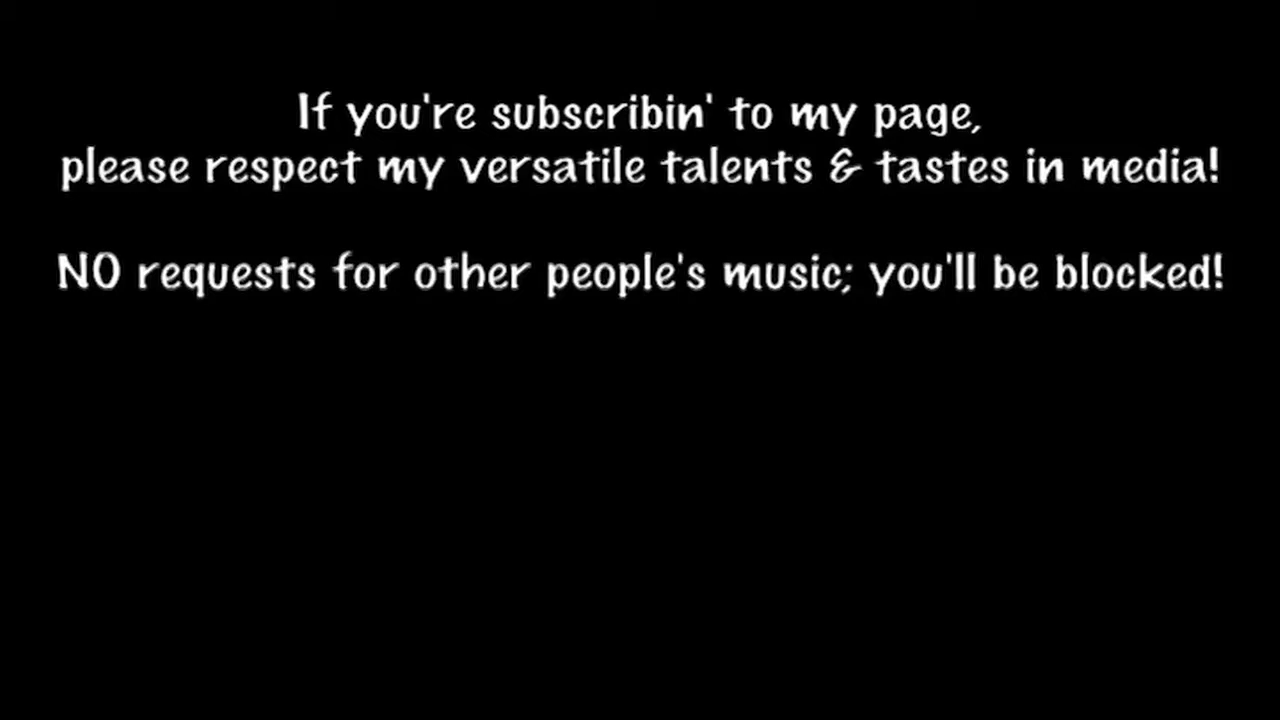 If you're subscribin' to my page,
please respect my versatile talents & tastes in media!
NO requests for other people's music; you'll be blocked!